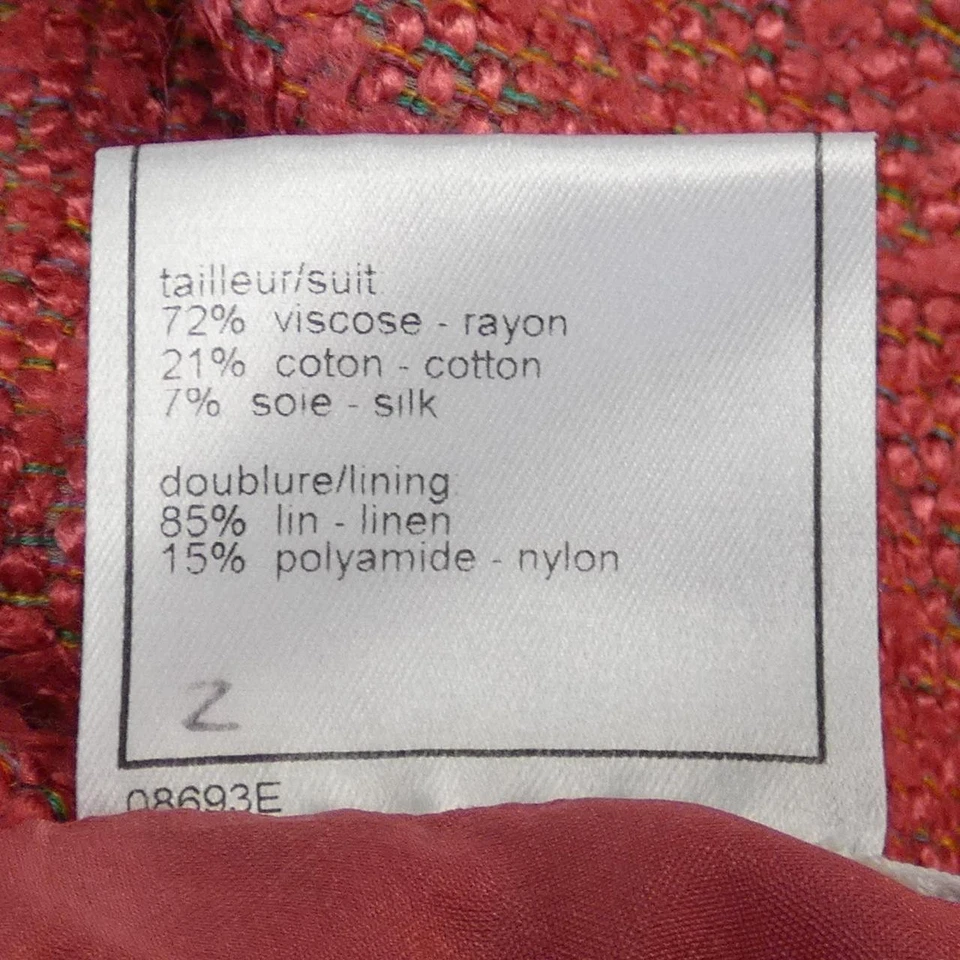 tailleur/suit
72% viscose - rayon
21% coton - cotton
7% soie - silk
doublure/lining
85% lin - linen
15% polyamide - nylon
Z
08693E